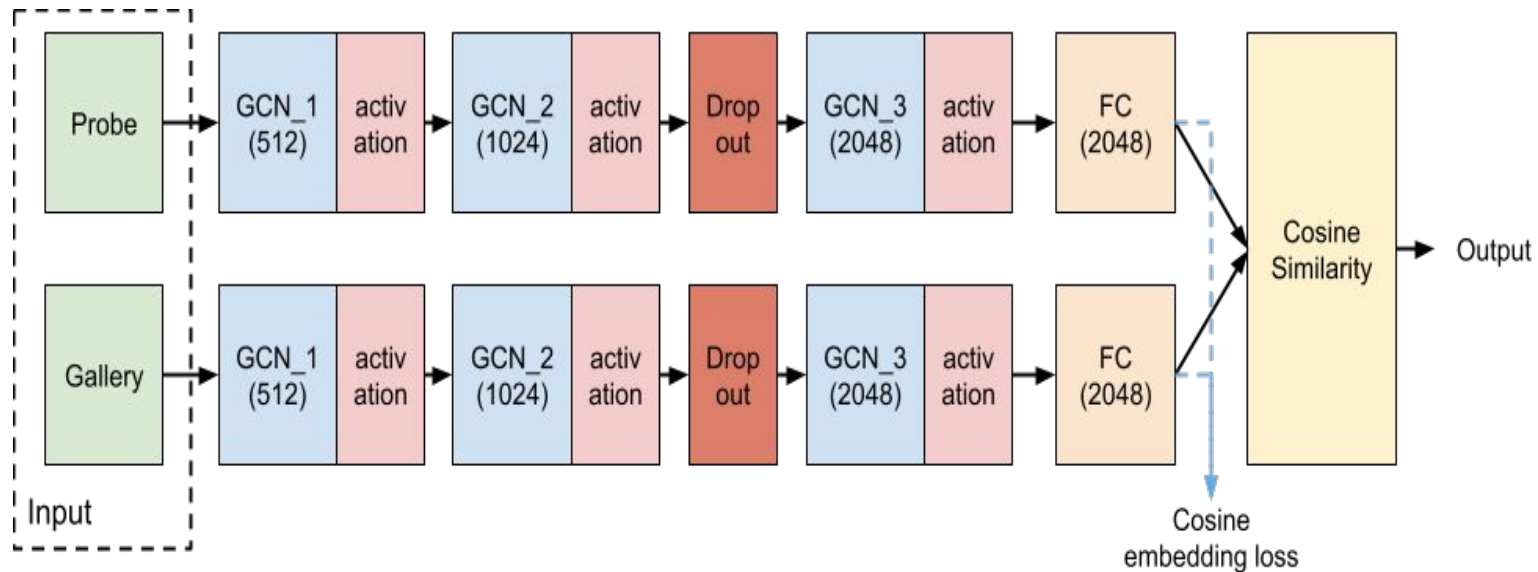 Probe
GCN_1
(512)
activ
ation
GCN_2
(1024)
activ
ation
Drop
out
GCN_3
(2048)
activ
ation
FC
(2048)
Cosine
Similarity
Output
Gallery
GCN_1
(512)
activ
ation
GCN_2
(1024)
activ
ation
Drop
out
GCN_3
(2048)
activ
ation
FC
(2048)
Input
Cosine
embedding loss